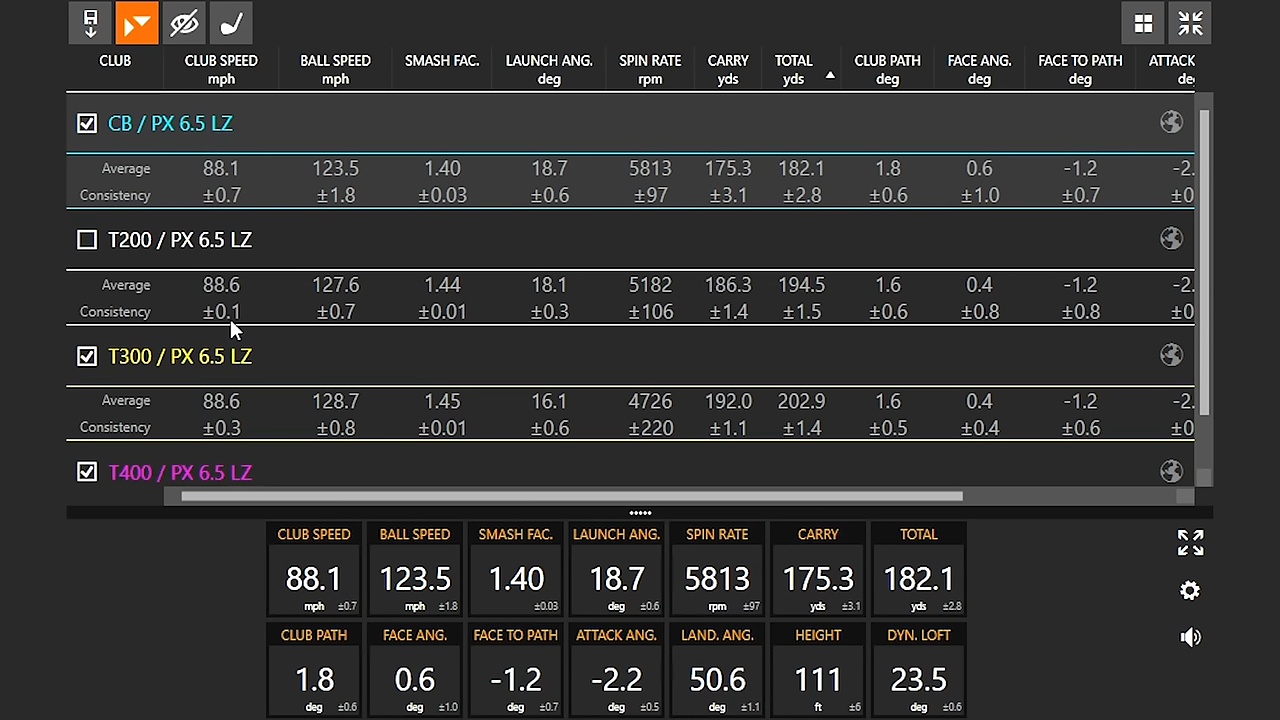 CLUB CLUB SPEED BALL SPEED SMASH FAC. LAUNCH ANG. SPIN RATE CARRY TOTAL CLUB PATH FACE ANG. FACE TO PATH ATTACK
mph mph deg rpm yds yds deg deg deg de
CB / PX 6.5 LZ
Average 88.1 123.5 1.40 18.7 5813 175.3 182.1 1.8 0.6 -1.2 -2.
Consistency ±0.7 ±1.8 ±0.03 ±0.6 ±97 ±3.1 ±2.8 ±0.6 ±1.0 ±0.7 ±0
T200 / PX 6.5 LZ
Average 88.6 127.6 1.44 18.1 5182 186.3 194.5 1.6 0.4 -1.2 -2.
Consistency ±0.1 ±0.7 ±0.01 ±0.3 ±106 ±1.4 ±1.5 ±0.6 ±0.8 ±0.8 ±0
T300 / PX 6.5 LZ
Average 88.6 128.7 1.45 16.1 4726 192.0 202.9 1.6 0.4 -1.2 -2.
Consistency ±0.3 ±0.8 ±0.01 ±0.6 ±220 ±1.1 ±1.4 ±0.5 ±0.4 ±0.6 ±0
T400 / PX 6.5 LZ
CLUB SPEED BALL SPEED SMASH FAC. LAUNCH ANG. SPIN RATE CARRY TOTAL
88.1 123.5 1.40 18.7 5813 175.3 182.1
mph ±0.7 mph ±1.8 ±0.03 deg ±0.6 rpm ±97 yds ±3.1 yds ±2.8
CLUB PATH FACE ANG. FACE TO PATH ATTACK ANG. LAND. ANG. HEIGHT DYN. LOFT
1.8 0.6 -1.2 -2.2 50.6 111 23.5
deg ±0.6 deg ±1.0 deg ±0.7 deg ±0.5 deg ±1.1 ft ±6 deg ±0.6